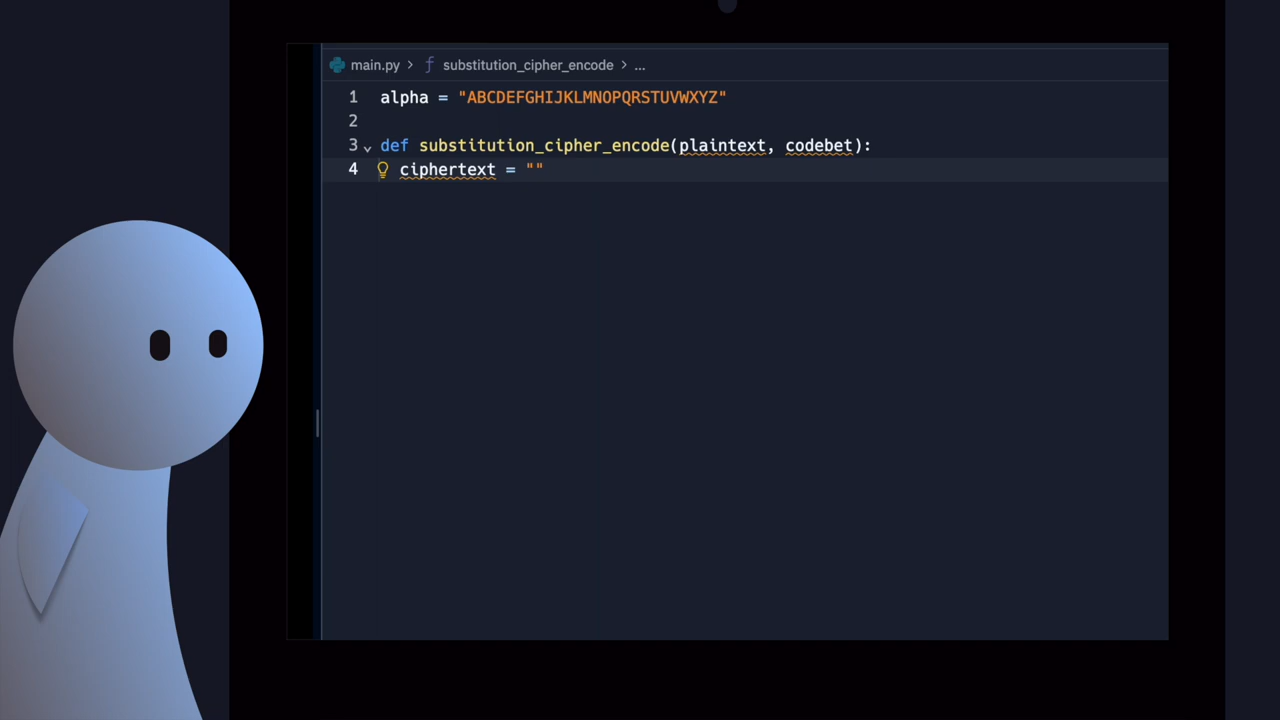 main.py > ƒ substitution_cipher_encode > ...
1 alpha = "ABCDEFGHIJKLMNOPQRSTUVWXYZ"
2
3 def substitution_cipher_encode(plaintext, codebet):
4 ciphertext = ""